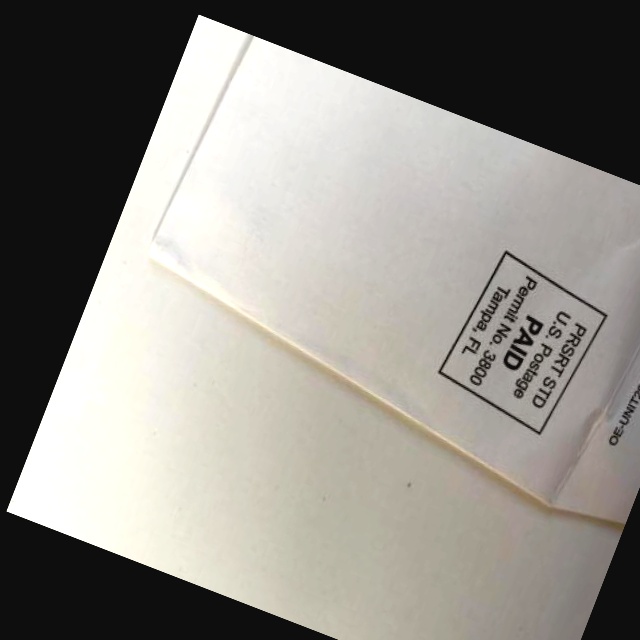 PRSRT STD
U.S. Postage
PAID
Permit No. 3800
Tampa, FL